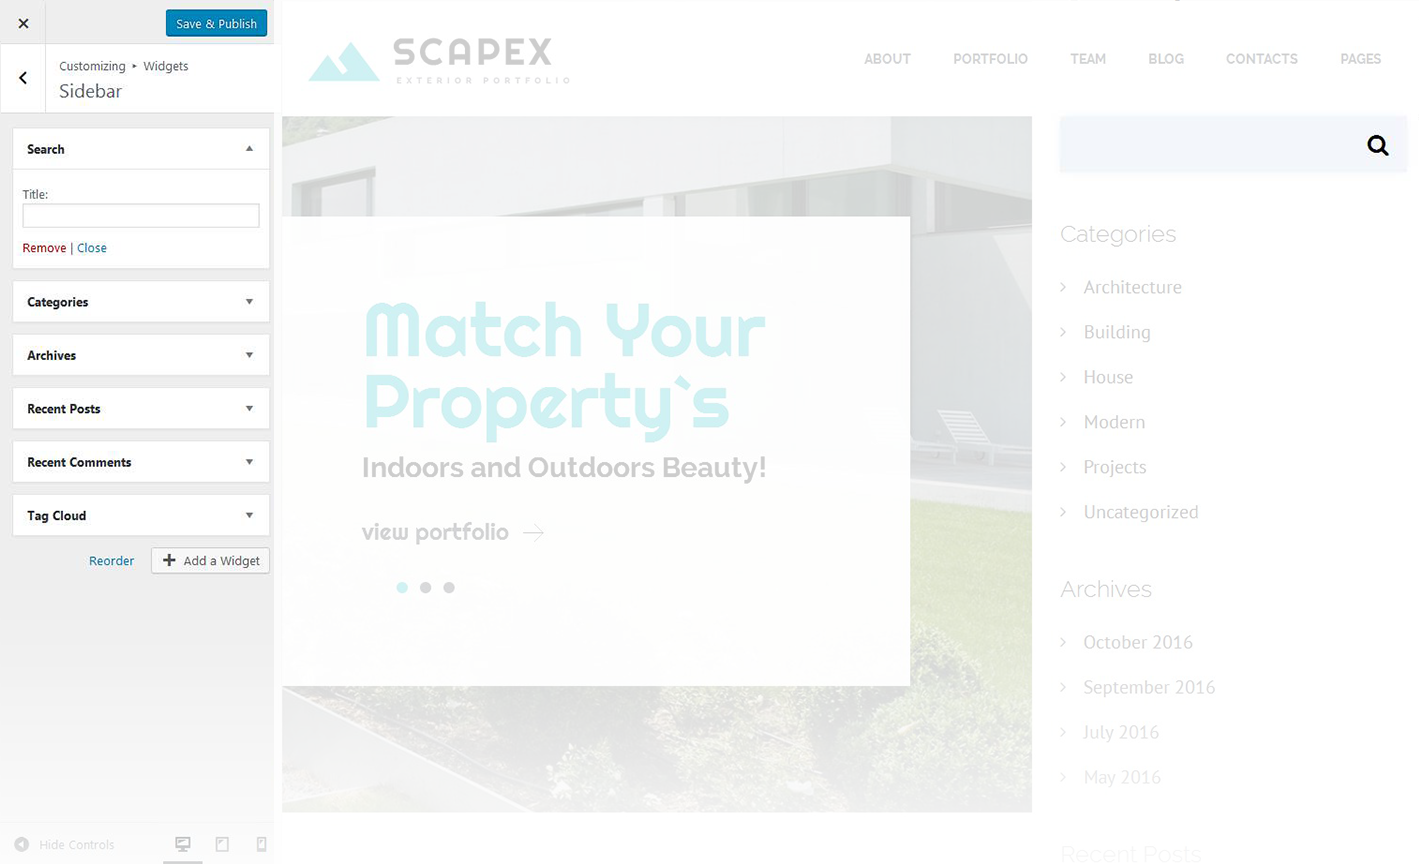 Save & Publish
Customizing ▸ Widgets
Sidebar
Search
Title:
Remove | Close
Categories
Archives
Recent Posts
Recent Comments
Tag Cloud
Reorder
Add a Widget
Hide Controls
SCAPEX
EXTERIOR PORTFOLIO
ABOUT PORTFOLIO TEAM BLOG CONTACTS PAGES
Match Your
Property`s
Indoors and Outdoors Beauty!
view portfolio
Categories
Architecture
Building
House
Modern
Projects
Uncategorized
Archives
October 2016
September 2016
July 2016
May 2016
Recent Posts